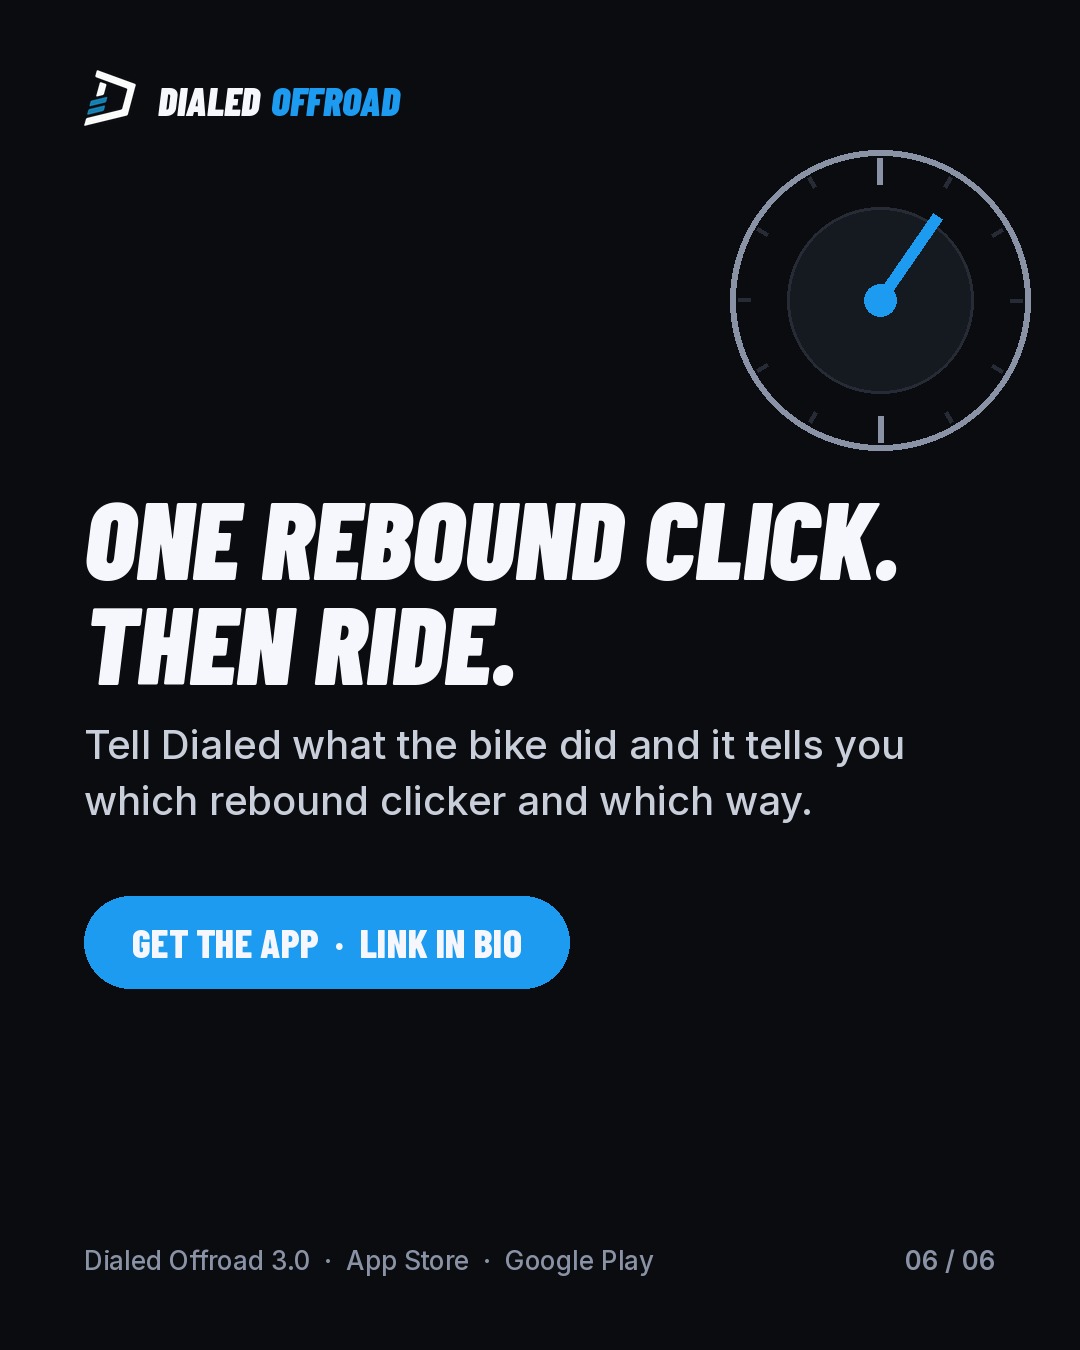 DIALED OFFROAD
ONE REBOUND CLICK.
THEN RIDE.
Tell Dialed what the bike did and it tells you
which rebound clicker and which way.
GET THE APP · LINK IN BIO
Dialed Offroad 3.0 · App Store · Google Play
06 / 06